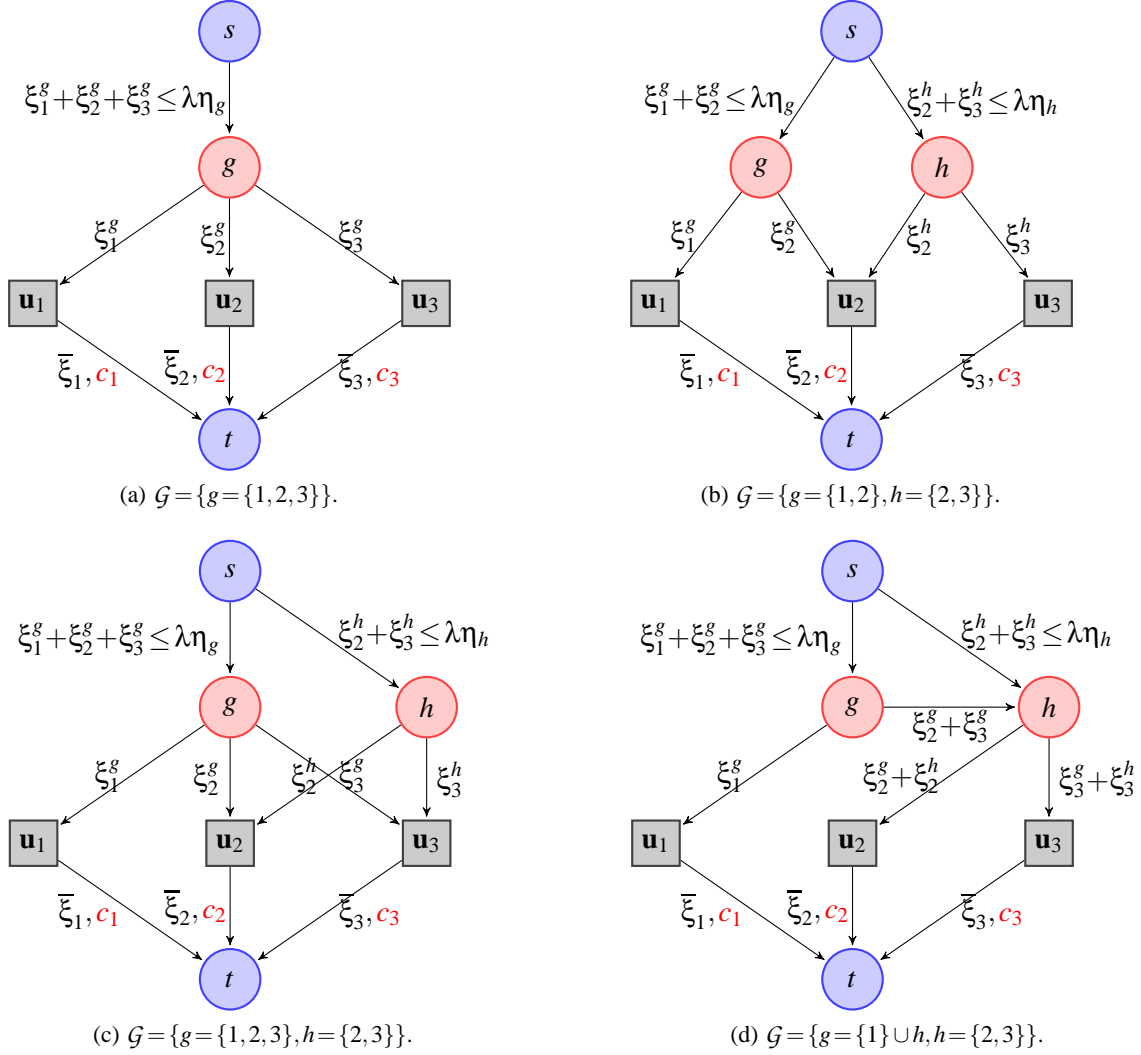 s s
ξ₁ᵍ+ξ₂ᵍ+ξ₃ᵍ≤λη_g ξ₁ᵍ+ξ₂ᵍ≤λη_g ξ₂ʰ+ξ₃ʰ≤λη_h
g g h
ξ₁ᵍ ξ₂ᵍ ξ₃ᵍ ξ₁ᵍ ξ₂ᵍ ξ₂ʰ ξ₃ʰ
u₁ u₂ u₃ u₁ u₂ u₃
ξ̅₁,c₁ ξ̅₂,c₂ ξ̅₃,c₃ ξ̅₁,c₁ ξ̅₂,c₂ ξ̅₃,c₃
t t
(a) 𝒢={g={1,2,3}}. (b) 𝒢={g={1,2},h={2,3}}.
s s
ξ₁ᵍ+ξ₂ᵍ+ξ₃ᵍ≤λη_g ξ₂ʰ+ξ₃ʰ≤λη_h ξ₁ᵍ+ξ₂ᵍ+ξ₃ᵍ≤λη_g ξ₂ʰ+ξ₃ʰ≤λη_h
g h g ξ₂ᵍ+ξ₃ᵍ h
ξ₁ᵍ ξ₂ᵍ ξ₂ʰ ξ₃ᵍ ξ₃ʰ ξ₁ᵍ ξ₂ᵍ+ξ₂ʰ ξ₃ᵍ+ξ₃ʰ
u₁ u₂ u₃ u₁ u₂ u₃
ξ̅₁,c₁ ξ̅₂,c₂ ξ̅₃,c₃ ξ̅₁,c₁ ξ̅₂,c₂ ξ̅₃,c₃
t t
(c) 𝒢={g={1,2,3},h={2,3}}. (d) 𝒢={g={1}∪h,h={2,3}}.